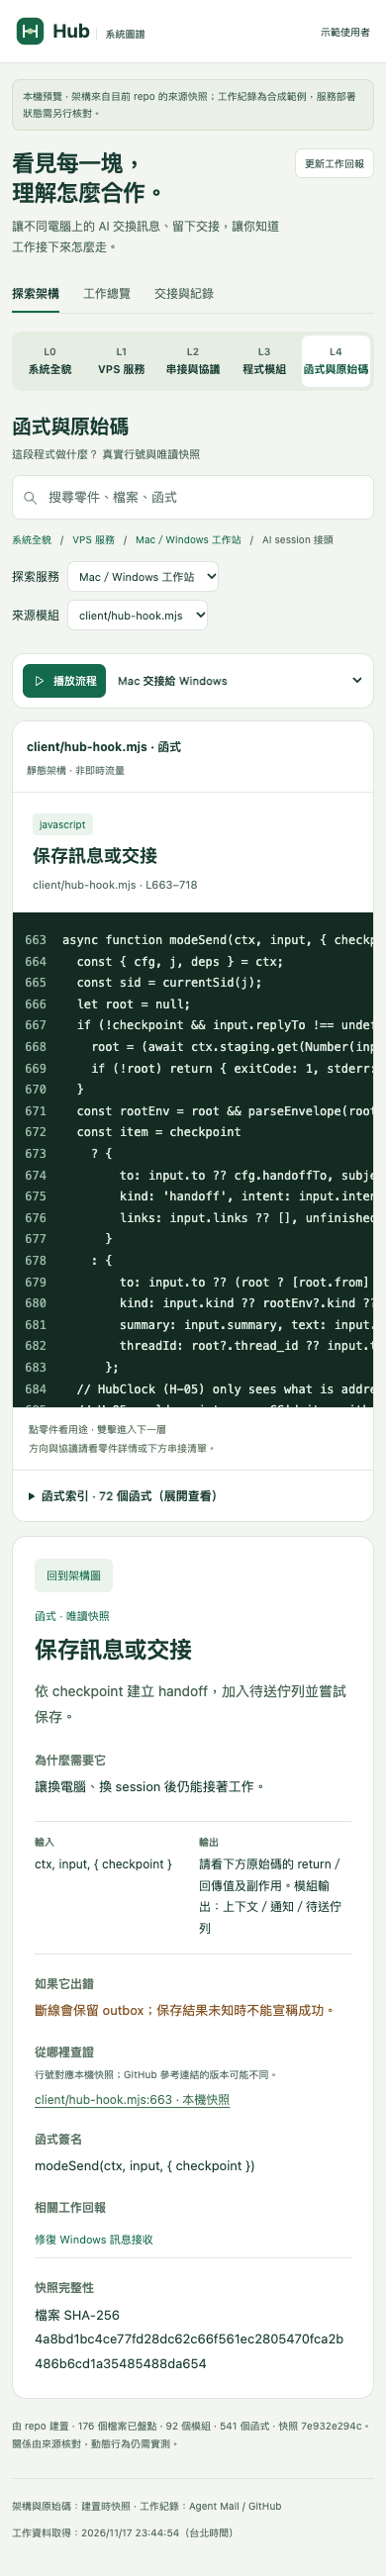 Hub 系統圖譜 示範使用者
本機預覽 · 架構來自目前 repo 的來源快照；工作紀錄為合成範例，服務部署
狀態需另行核對。
看見每一塊，
理解怎麼合作。
更新工作回報
讓不同電腦上的 AI 交換訊息、留下交接，讓你知道
工作接下來怎麼走。
探索架構 工作總覽 交接與紀錄
L0 L1 L2 L3 L4
系統全貌 VPS 服務 串接與協議 程式模組 函式與原始碼
函式與原始碼
這段程式做什麼？ 真實行號與唯讀快照
搜尋零件、檔案、函式
系統全貌 / VPS 服務 / Mac / Windows 工作站 / AI session 接頭
探索服務 Mac / Windows 工作站
來源模組 client/hub-hook.mjs
播放流程 Mac 交接給 Windows
client/hub-hook.mjs · 函式
靜態架構 · 非即時流量
javascript
保存訊息或交接
client/hub-hook.mjs · L663–718
663 async function modeSend(ctx, input, { checkp
664 const { cfg, j, deps } = ctx;
665 const sid = currentSid(j);
666 let root = null;
667 if (!checkpoint && input.replyTo !== undef
668 root = (await ctx.staging.get(Number(inp
669 if (!root) return { exitCode: 1, stderr:
670 }
671 const rootEnv = root && parseEnvelope(root
672 const item = checkpoint
673 ? {
674 to: input.to ?? cfg.handoffTo, subje
675 kind: 'handoff', intent: input.inten
676 links: input.links ?? [], unfinished
677 }
678 : {
679 to: input.to ?? (root ? [root.from]
680 kind: input.kind ?? rootEnv?.kind ??
681 summary: input.summary, text: input.
682 threadId: root?.thread_id ?? input.t
683 };
684 // HubClock (H-05) only sees what is addre
點零件看用途 · 雙擊進入下一層
方向與協議請看零件詳情或下方串接清單。
函式索引 · 72 個函式（展開查看）
回到架構圖
函式 · 唯讀快照
保存訊息或交接
依 checkpoint 建立 handoff，加入待送佇列並嘗試
保存。
為什麼需要它
讓換電腦、換 session 後仍能接著工作。
輸入
ctx, input, { checkpoint }
輸出
請看下方原始碼的 return /
回傳值及副作用。模組輸
出：上下文 / 通知 / 待送佇
列
如果它出錯
斷線會保留 outbox；保存結果未知時不能宣稱成功。
從哪裡查證
行號對應本機快照；GitHub 參考連結的版本可能不同。
client/hub-hook.mjs:663 · 本機快照
函式簽名
modeSend(ctx, input, { checkpoint })
相關工作回報
修復 Windows 訊息接收
快照完整性
檔案 SHA-256
4a8bd1bc4ce77fd28dc62c66f561ec2805470fca2b
486b6cd1a35485488da654
由 repo 建置 · 176 個檔案已盤點 · 92 個模組 · 541 個函式 · 快照 7e932e294c。
關係由來源核對，動態行為仍需實測。
架構與原始碼：建置時快照 · 工作紀錄：Agent Mail / GitHub
工作資料取得：2026/11/17 23:44:54（台北時間）